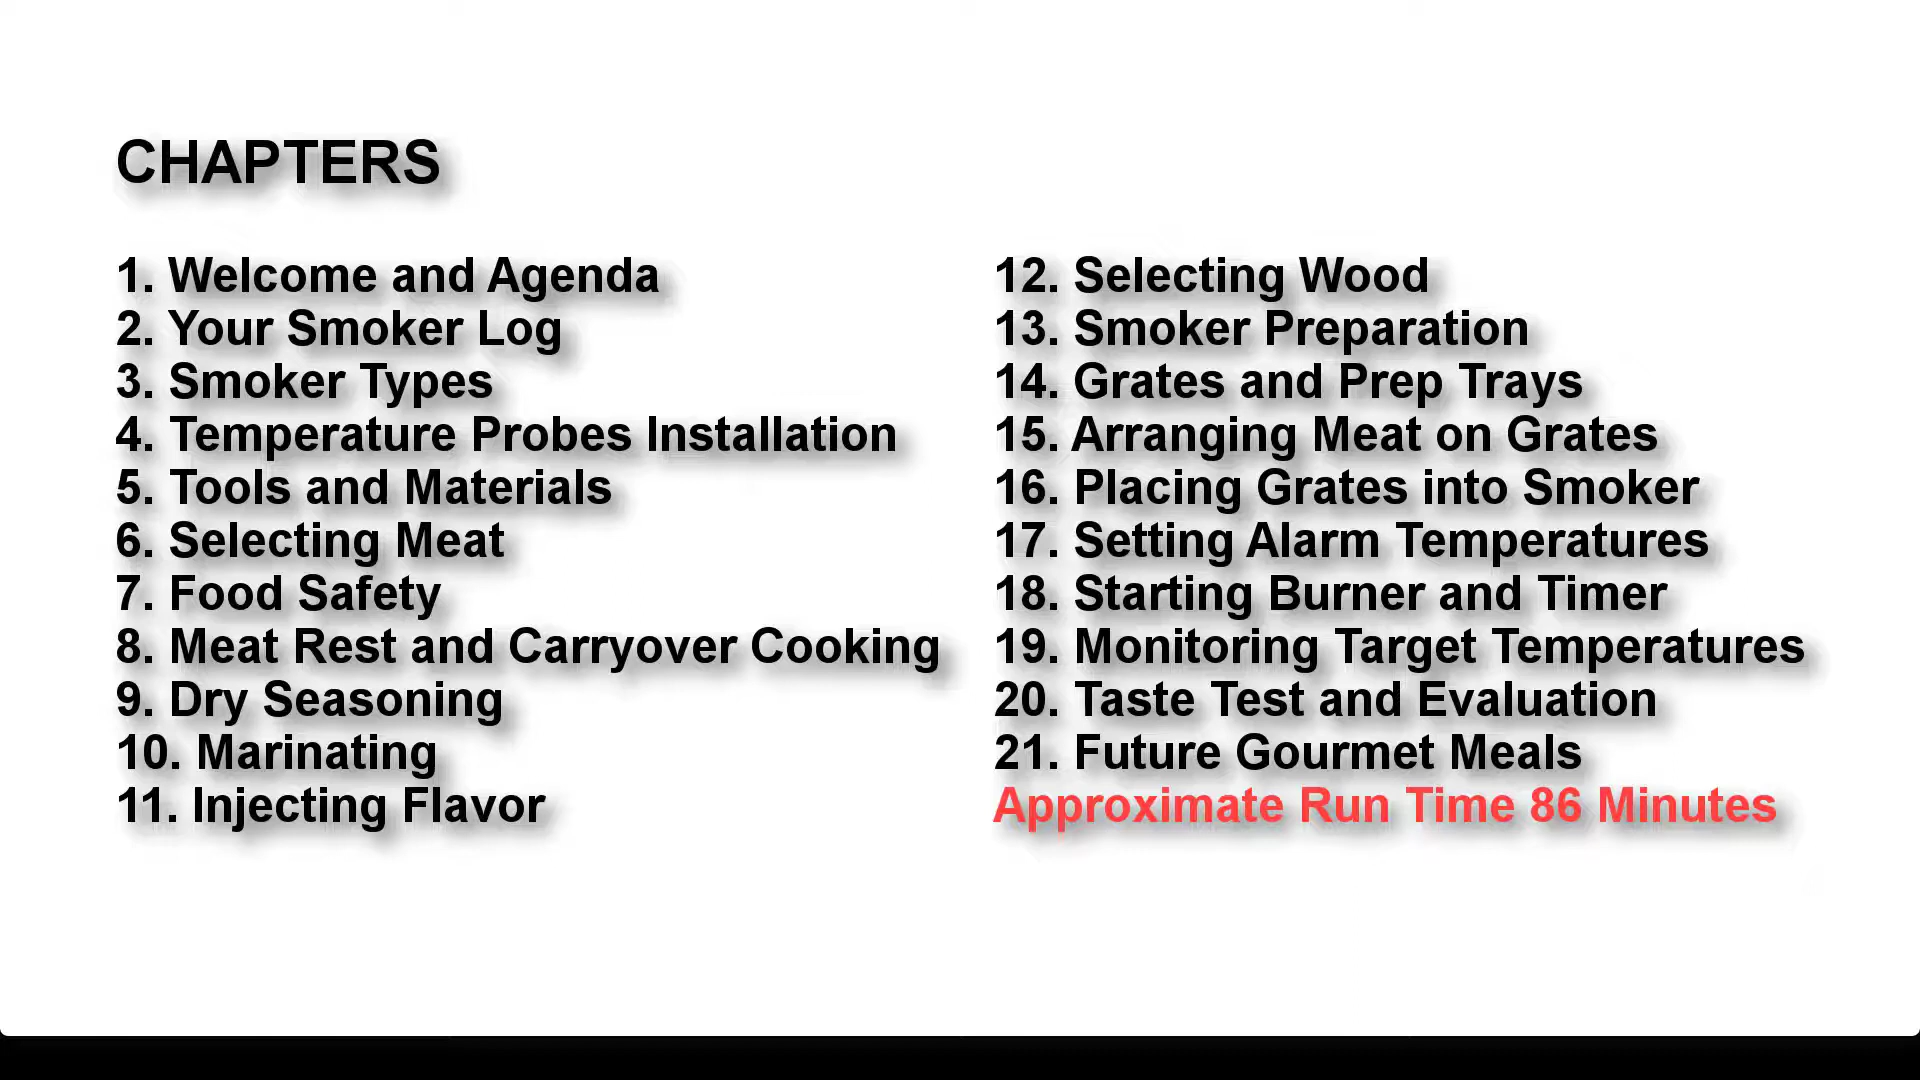 CHAPTERS
1. Welcome and Agenda
2. Your Smoker Log
3. Smoker Types
4. Temperature Probes Installation
5. Tools and Materials
6. Selecting Meat
7. Food Safety
8. Meat Rest and Carryover Cooking
9. Dry Seasoning
10. Marinating
11. Injecting Flavor
12. Selecting Wood
13. Smoker Preparation
14. Grates and Prep Trays
15. Arranging Meat on Grates
16. Placing Grates into Smoker
17. Setting Alarm Temperatures
18. Starting Burner and Timer
19. Monitoring Target Temperatures
20. Taste Test and Evaluation
21. Future Gourmet Meals
Approximate Run Time 86 Minutes